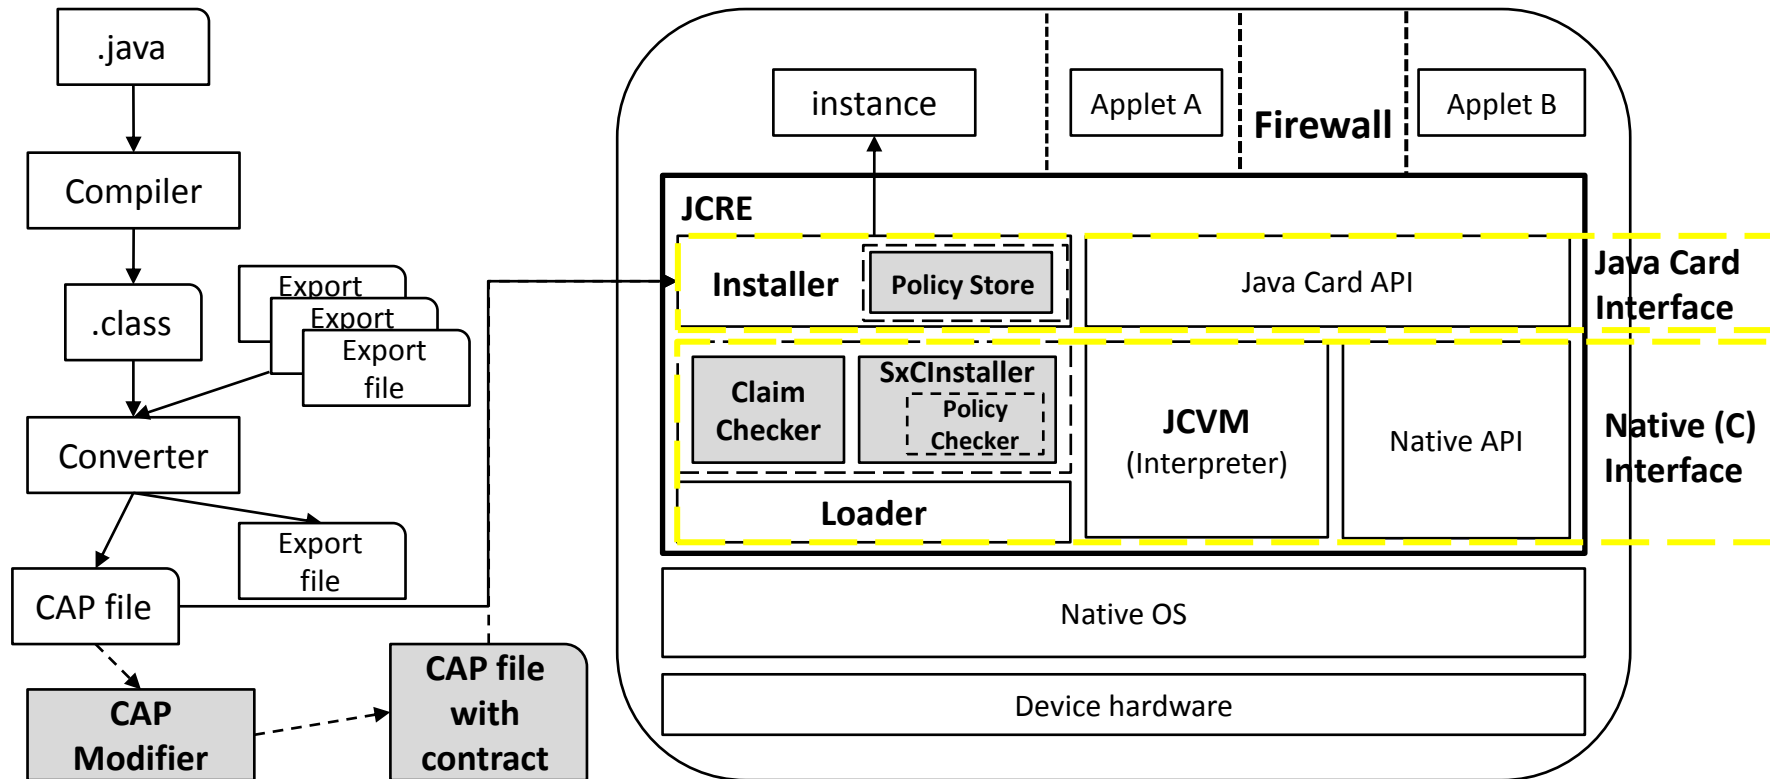 .java
Compiler
.class
Export
Export
Export
file
Converter
Export
file
CAP file
CAP
Modifier
CAP file
with
contract
instance
Applet A
Firewall
Applet B
JCRE
Installer
Policy Store
Java Card API
Java Card
Interface
Claim
Checker
SxCInstaller
Policy
Checker
Loader
JCVM
(Interpreter)
Native API
Native (C)
Interface
Native OS
Device hardware